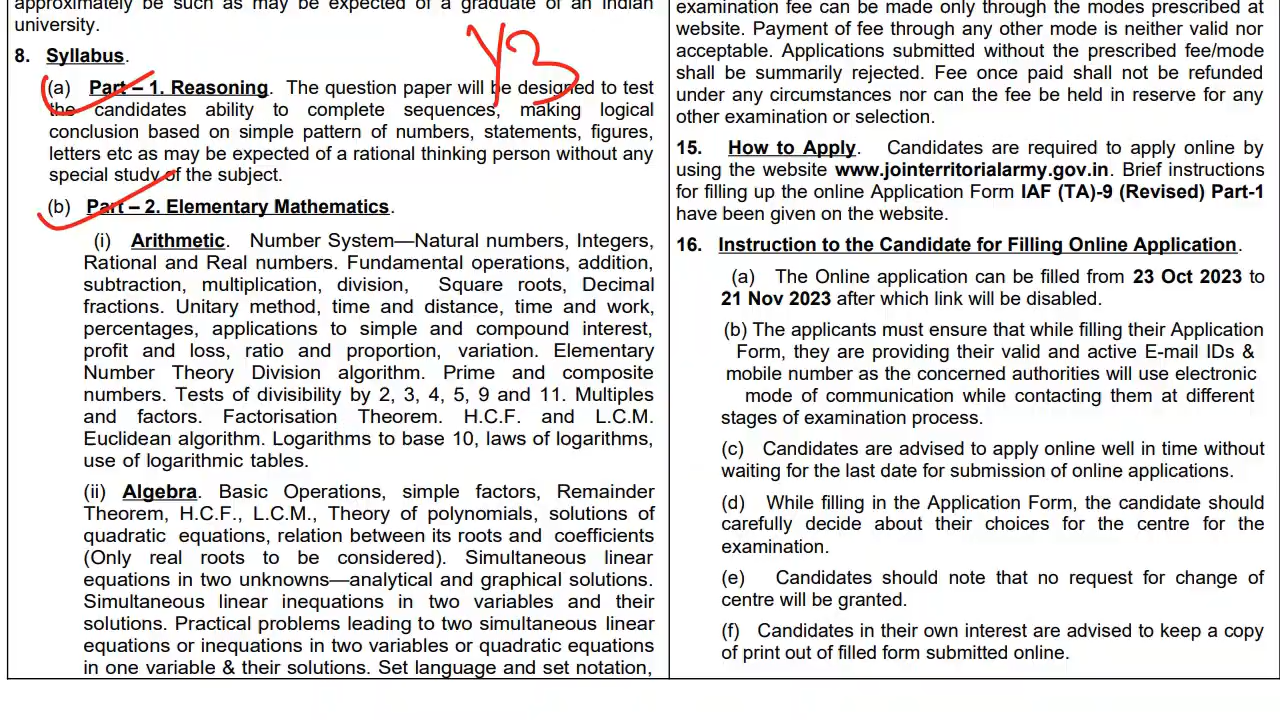 approximately be such as may be expected of a graduate of an Indian
university.
8. Syllabus.
(a) Part – 1. Reasoning. The question paper will be designed to test
the candidates ability to complete sequences, making logical
conclusion based on simple pattern of numbers, statements, figures,
letters etc as may be expected of a rational thinking person without any
special study of the subject.
(b) Part – 2. Elementary Mathematics.
(i) Arithmetic. Number System—Natural numbers, Integers,
Rational and Real numbers. Fundamental operations, addition,
subtraction, multiplication, division, Square roots, Decimal
fractions. Unitary method, time and distance, time and work,
percentages, applications to simple and compound interest,
profit and loss, ratio and proportion, variation. Elementary
Number Theory Division algorithm. Prime and composite
numbers. Tests of divisibility by 2, 3, 4, 5, 9 and 11. Multiples
and factors. Factorisation Theorem. H.C.F. and L.C.M.
Euclidean algorithm. Logarithms to base 10, laws of logarithms,
use of logarithmic tables.
(ii) Algebra. Basic Operations, simple factors, Remainder
Theorem, H.C.F., L.C.M., Theory of polynomials, solutions of
quadratic equations, relation between its roots and coefficients
(Only real roots to be considered). Simultaneous linear
equations in two unknowns—analytical and graphical solutions.
Simultaneous linear inequations in two variables and their
solutions. Practical problems leading to two simultaneous linear
equations or inequations in two variables or quadratic equations
in one variable & their solutions. Set language and set notation,
examination fee can be made only through the modes prescribed at
website. Payment of fee through any other mode is neither valid nor
acceptable. Applications submitted without the prescribed fee/mode
shall be summarily rejected. Fee once paid shall not be refunded
under any circumstances nor can the fee be held in reserve for any
other examination or selection.
15. How to Apply. Candidates are required to apply online by
using the website www.jointerritorialarmy.gov.in. Brief instructions
for filling up the online Application Form IAF (TA)-9 (Revised) Part-1
have been given on the website.
16. Instruction to the Candidate for Filling Online Application.
(a) The Online application can be filled from 23 Oct 2023 to
21 Nov 2023 after which link will be disabled.
(b) The applicants must ensure that while filling their Application
Form, they are providing their valid and active E-mail IDs &
mobile number as the concerned authorities will use electronic
mode of communication while contacting them at different
stages of examination process.
(c) Candidates are advised to apply online well in time without
waiting for the last date for submission of online applications.
(d) While filling in the Application Form, the candidate should
carefully decide about their choices for the centre for the
examination.
(e) Candidates should note that no request for change of
centre will be granted.
(f) Candidates in their own interest are advised to keep a copy
of print out of filled form submitted online.